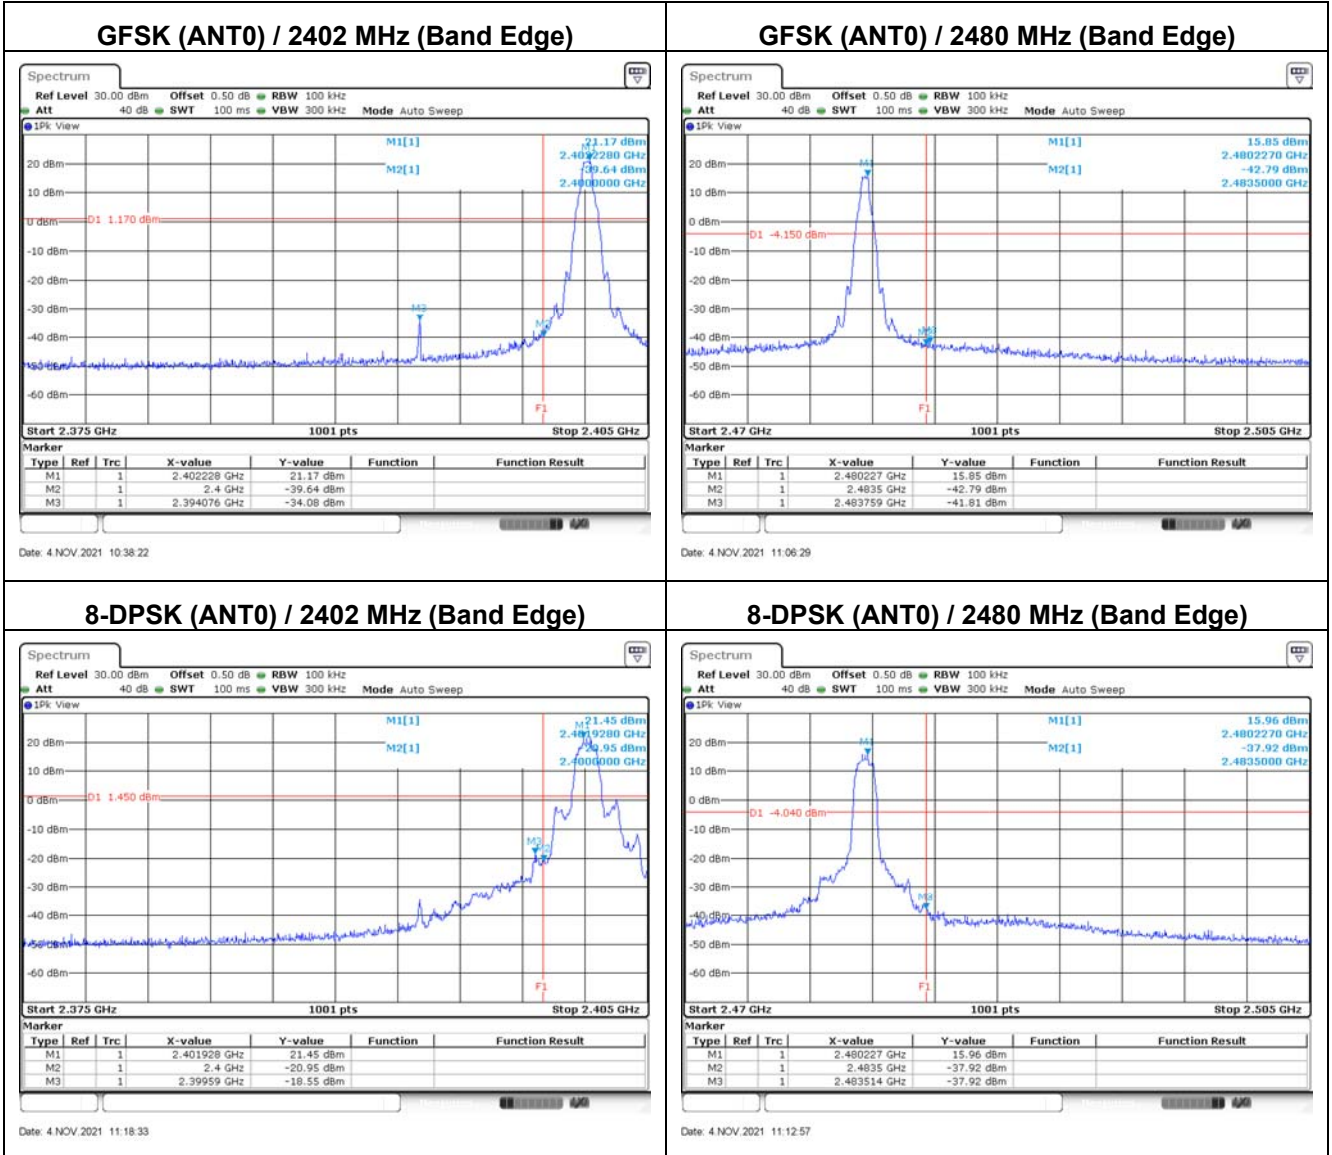 GFSK (ANT0) / 2402 MHz (Band Edge)
Spectrum
Ref Level 30.00 dBm Offset 0.50 dB RBW 100 kHz
Att 40 dB SWT 100 ms VBW 300 kHz Mode Auto Sweep
1Pk View
M1[1] 21.17 dBm
2.4022280 GHz
M2[1] -39.64 dBm
2.4000000 GHz
M1
20 dBm
10 dBm
0 dBm
D1 1.170 dBm
-10 dBm
-20 dBm
-30 dBm
M3
M2
-40 dBm
-50 dBm
-60 dBm
F1
Start 2.375 GHz 1001 pts Stop 2.405 GHz
Marker
Type Ref Trc X-value Y-value Function Function Result
M1 1 2.402228 GHz 21.17 dBm
M2 1 2.4 GHz -39.64 dBm
M3 1 2.394076 GHz -34.08 dBm
Date: 4.NOV.2021 10:38:22
GFSK (ANT0) / 2480 MHz (Band Edge)
Spectrum
Ref Level 30.00 dBm Offset 0.50 dB RBW 100 kHz
Att 40 dB SWT 100 ms VBW 300 kHz Mode Auto Sweep
1Pk View
M1[1] 15.85 dBm
2.4802270 GHz
M2[1] -42.79 dBm
2.4835000 GHz
M1
20 dBm
10 dBm
0 dBm
D1 -4.150 dBm
-10 dBm
-20 dBm
-30 dBm
-40 dBm
-50 dBm
-60 dBm
F1
Start 2.47 GHz 1001 pts Stop 2.505 GHz
Marker
Type Ref Trc X-value Y-value Function Function Result
M1 1 2.480227 GHz 15.85 dBm
M2 1 2.4835 GHz -42.79 dBm
M3 1 2.483759 GHz -41.81 dBm
Date: 4.NOV.2021 11:06:29
8-DPSK (ANT0) / 2402 MHz (Band Edge)
Spectrum
Ref Level 30.00 dBm Offset 0.50 dB RBW 100 kHz
Att 40 dB SWT 100 ms VBW 300 kHz Mode Auto Sweep
1Pk View
M1[1] 21.45 dBm
2.4019280 GHz
M2[1] -20.95 dBm
2.4000000 GHz
M1
20 dBm
10 dBm
0 dBm
D1 1.450 dBm
-10 dBm
M3
M2
-20 dBm
-30 dBm
-40 dBm
-50 dBm
-60 dBm
F1
Start 2.375 GHz 1001 pts Stop 2.405 GHz
Marker
Type Ref Trc X-value Y-value Function Function Result
M1 1 2.401928 GHz 21.45 dBm
M2 1 2.4 GHz -20.95 dBm
M3 1 2.39959 GHz -18.55 dBm
Date: 4.NOV.2021 11:18:33
8-DPSK (ANT0) / 2480 MHz (Band Edge)
Spectrum
Ref Level 30.00 dBm Offset 0.50 dB RBW 100 kHz
Att 40 dB SWT 100 ms VBW 300 kHz Mode Auto Sweep
1Pk View
M1[1] 15.96 dBm
2.4802270 GHz
M2[1] -37.92 dBm
2.4835000 GHz
M1
20 dBm
10 dBm
0 dBm
D1 -4.040 dBm
-10 dBm
-20 dBm
-30 dBm
M3
-40 dBm
-50 dBm
-60 dBm
F1
Start 2.47 GHz 1001 pts Stop 2.505 GHz
Marker
Type Ref Trc X-value Y-value Function Function Result
M1 1 2.480227 GHz 15.96 dBm
M2 1 2.4835 GHz -37.92 dBm
M3 1 2.483514 GHz -37.92 dBm
Date: 4.NOV.2021 11:12:57